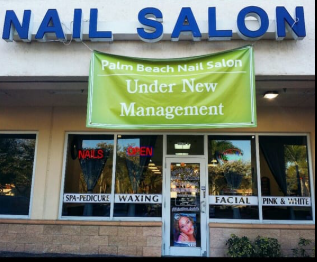 NAIL SALON
Palm Beach Nail Salon
Under New
Management
NAILS
OPEN
SPA-PEDICURE
WAXING
FACIAL
PINK & WHITE